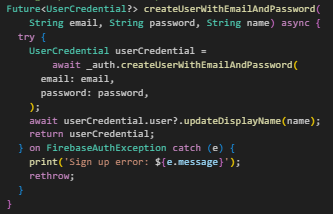 Future<UserCredential?> createUserWithEmailAndPassword(
    String email, String password, String name) async {
  try {
    UserCredential userCredential =
        await _auth.createUserWithEmailAndPassword(
      email: email,
      password: password,
    );
    await userCredential.user?.updateDisplayName(name);
    return userCredential;
  } on FirebaseAuthException catch (e) {
    print('Sign up error: ${e.message}');
    rethrow;
  }
}